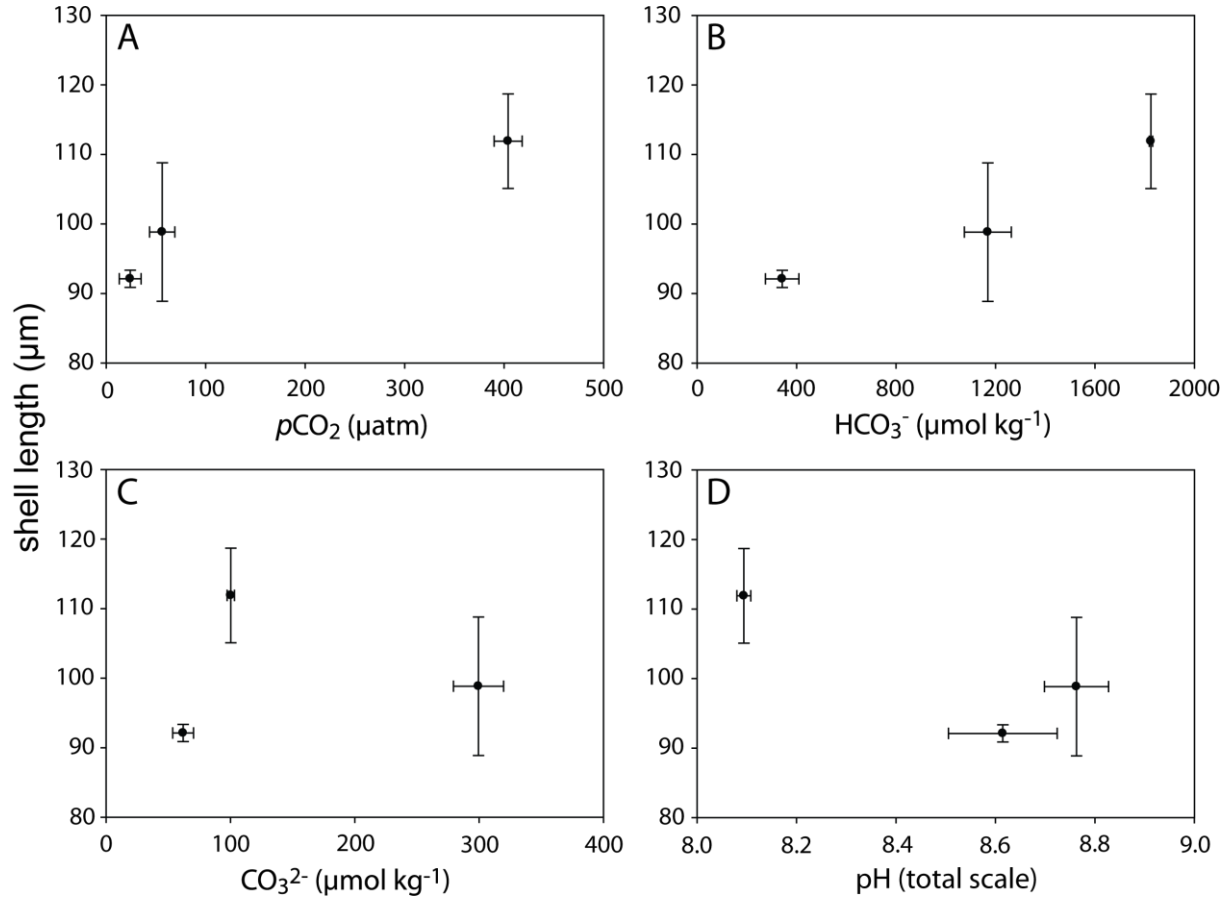 shell length (µm)
A
130
120
110
100
90
80
0 100 200 300 400 500
pCO₂ (µatm)
B
130
120
110
100
90
80
0 400 800 1200 1600 2000
HCO₃⁻ (µmol kg⁻¹)
C
130
120
110
100
90
80
0 100 200 300 400
CO₃²⁻ (µmol kg⁻¹)
D
130
120
110
100
90
80
8.0 8.2 8.4 8.6 8.8 9.0
pH (total scale)